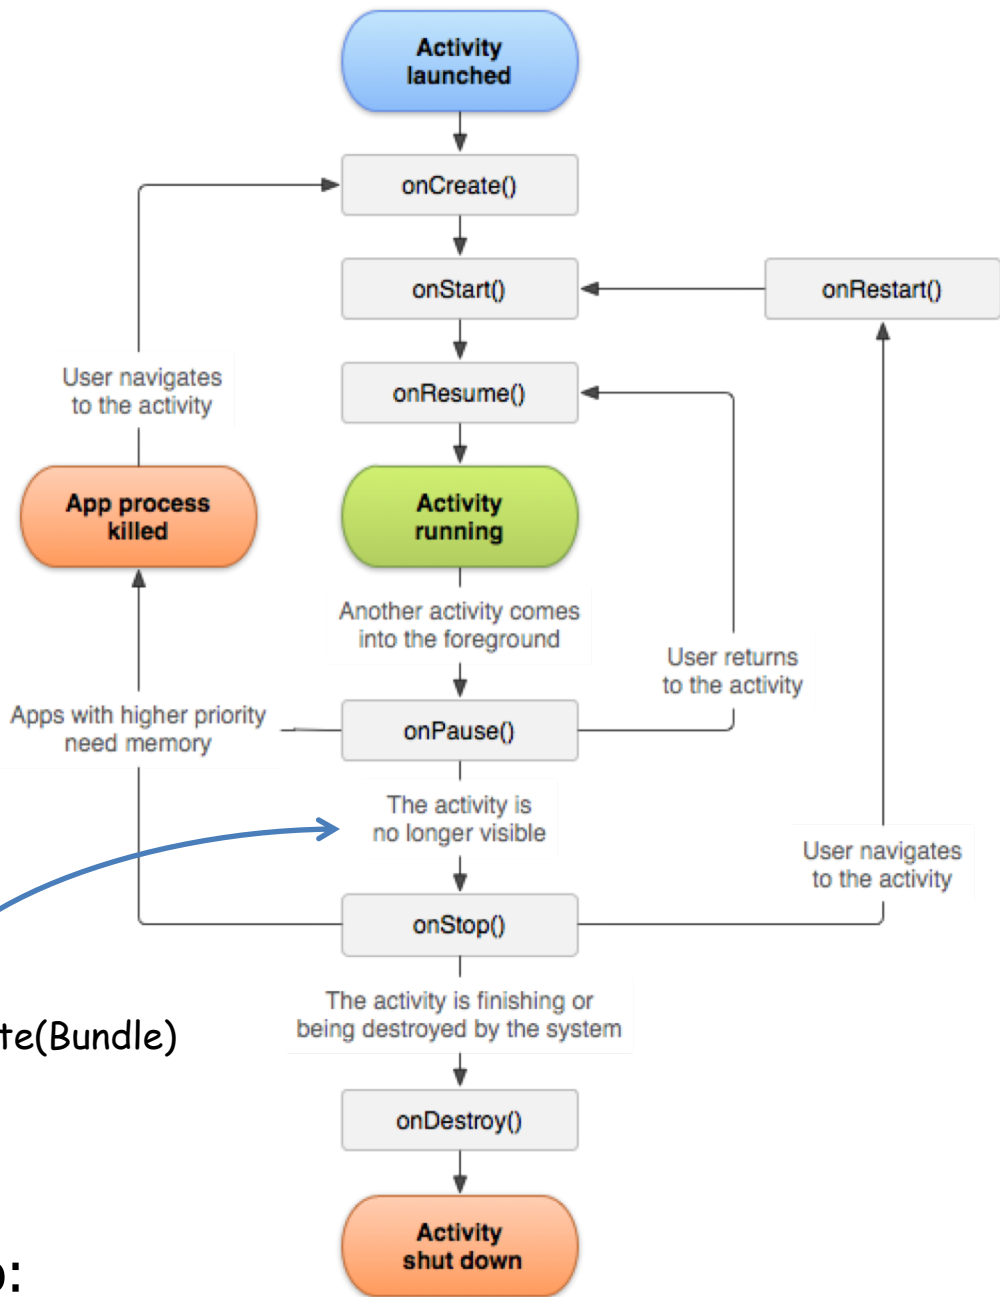 Activity
launched
onCreate()
onStart()
onRestart()
onResume()
User navigates
to the activity
App process
killed
Activity
running
Another activity comes
into the foreground
User returns
to the activity
Apps with higher priority
need memory
onPause()
The activity is
no longer visible
User navigates
to the activity
onStop()
The activity is finishing or
being destroyed by the system
te(Bundle)
onDestroy()
Activity
shut down
: